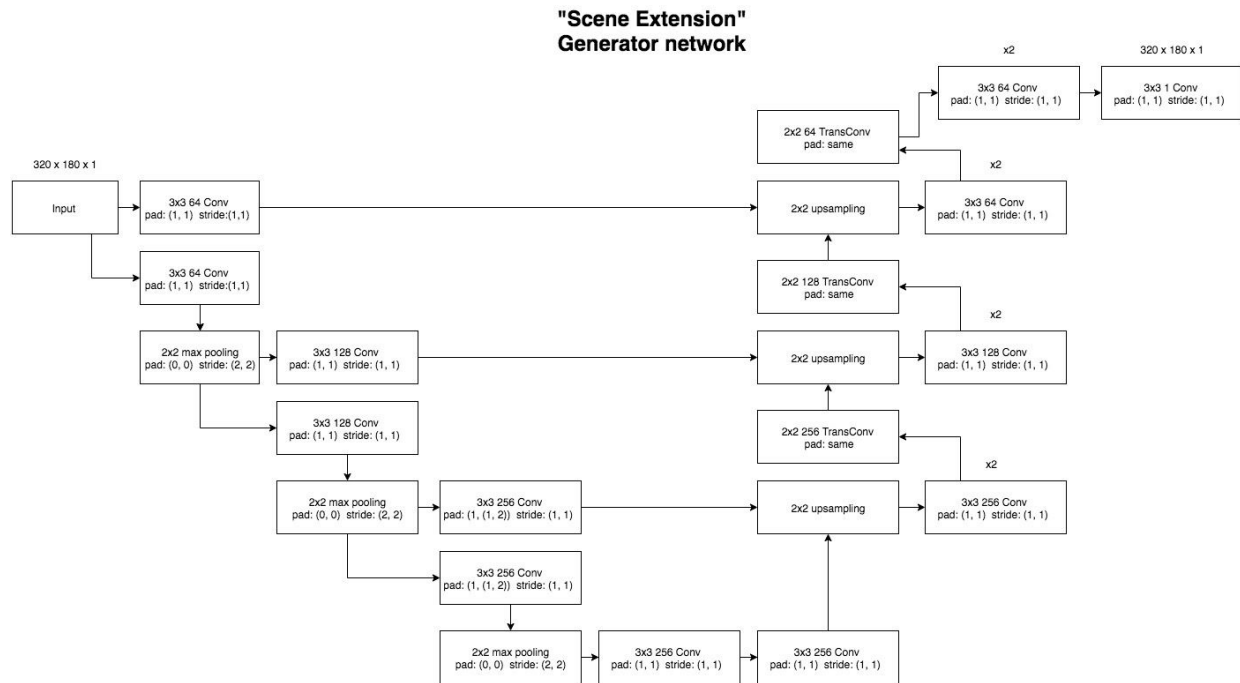 "Scene Extension"
Generator network
x2
320 x 180 x 1
3x3 64 Conv
pad: (1, 1)  stride: (1, 1)
3x3 1 Conv
pad: (1, 1)  stride: (1, 1)
2x2 64 TransConv
pad: same
320 x 180 x 1
x2
Input
3x3 64 Conv
pad: (1, 1)  stride:(1,1)
2x2 upsampling
3x3 64 Conv
pad: (1, 1)  stride: (1, 1)
3x3 64 Conv
pad: (1, 1)  stride:(1,1)
2x2 128 TransConv
pad: same
x2
2x2 max pooling
pad: (0, 0)  stride: (2, 2)
3x3 128 Conv
pad: (1, 1)  stride: (1, 1)
2x2 upsampling
3x3 128 Conv
pad: (1, 1)  stride: (1, 1)
3x3 128 Conv
pad: (1, 1)  stride: (1, 1)
2x2 256 TransConv
pad: same
x2
2x2 max pooling
pad: (0, 0)  stride: (2, 2)
3x3 256 Conv
pad: (1, (1, 2))  stride: (1, 1)
2x2 upsampling
3x3 256 Conv
pad: (1, 1)  stride: (1, 1)
3x3 256 Conv
pad: (1, (1, 2))  stride: (1, 1)
2x2 max pooling
pad: (0, 0)  stride: (2, 2)
3x3 256 Conv
pad: (1, 1)  stride: (1, 1)
3x3 256 Conv
pad: (1, 1)  stride: (1, 1)